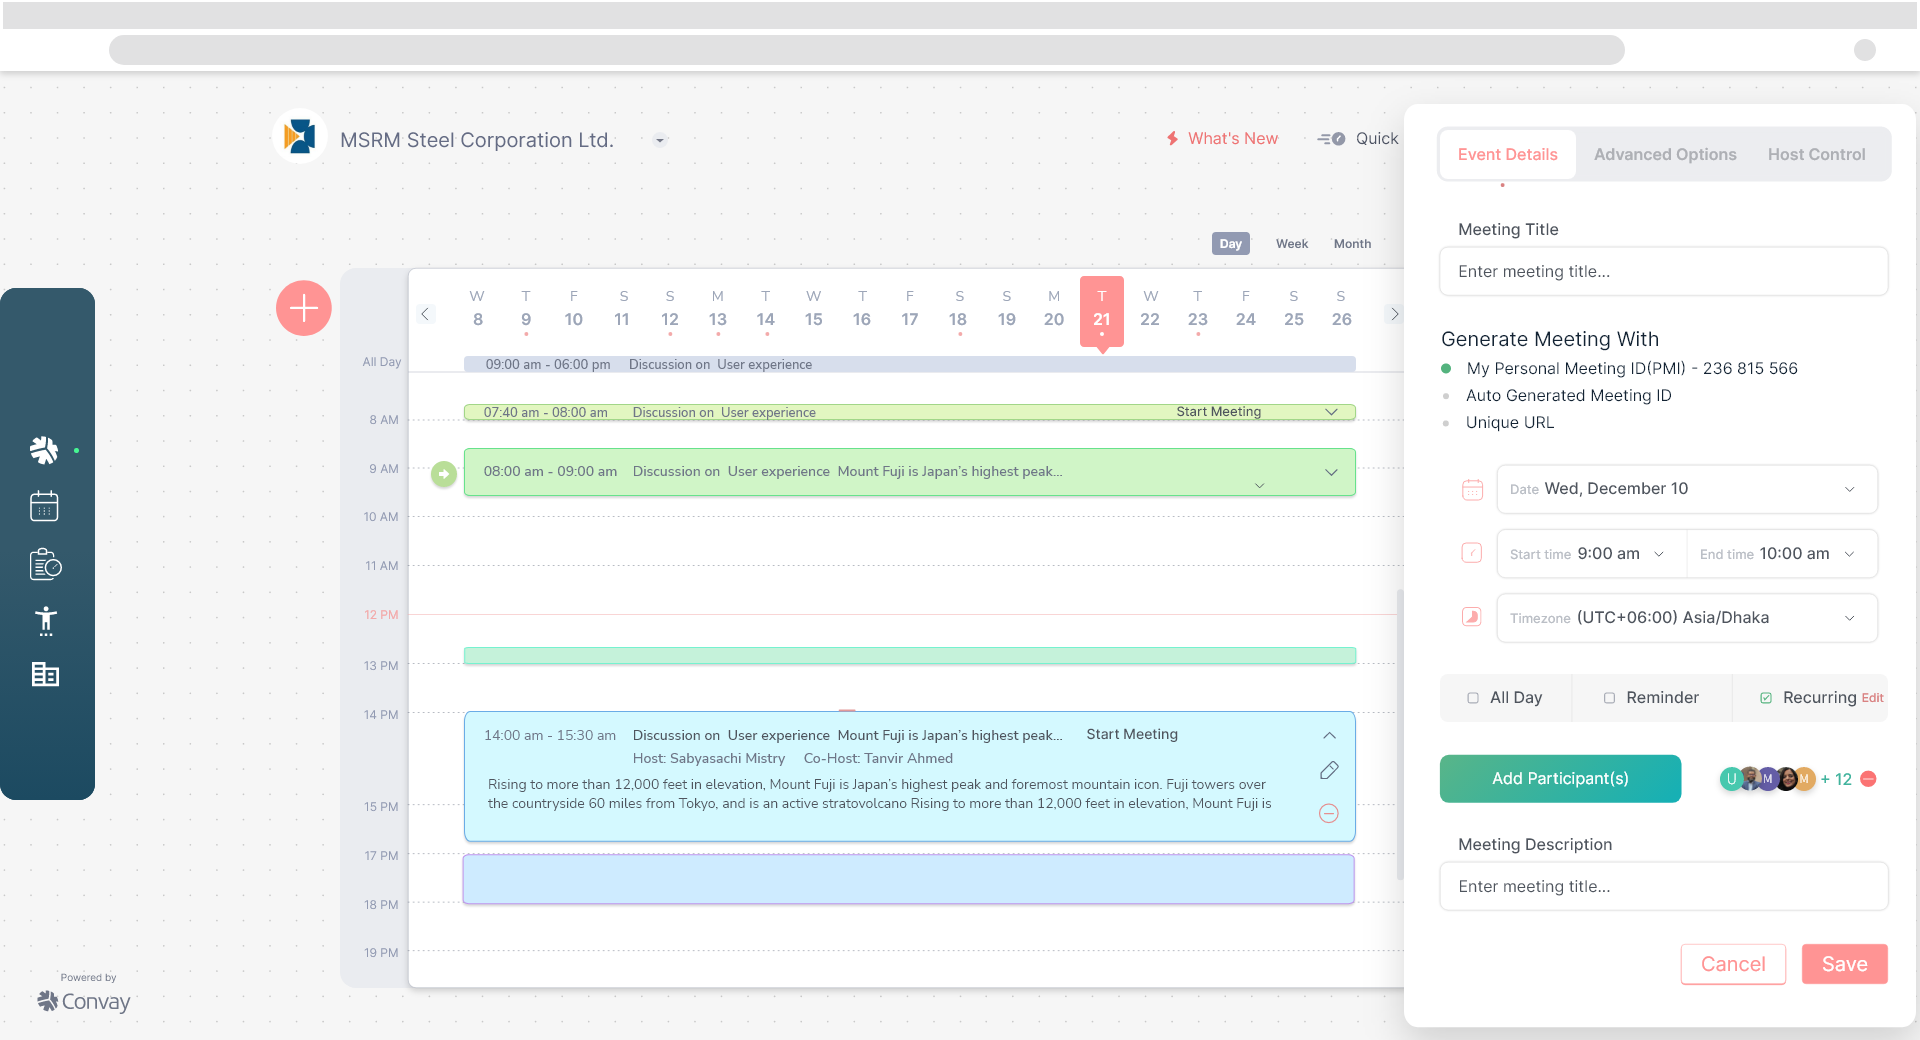 MSRM Steel Corporation Ltd.
What's New
Quick
Day Week Month
W T F S S M T W T F S S M T W T F S S
8 9 10 11 12 13 14 15 16 17 18 19 20 21 22 23 24 25 26
All Day
09:00 am - 06:00 pm Discussion on User experience
07:40 am - 08:00 am Discussion on User experience Start Meeting
8 AM
9 AM
08:00 am - 09:00 am Discussion on User experience Mount Fuji is Japan's highest peak...
10 AM
11 AM
12 PM
13 PM
14 PM
14:00 am - 15:30 am Discussion on User experience Mount Fuji is Japan's highest peak... Start Meeting
Host: Sabyasachi Mistry Co-Host: Tanvir Ahmed
Rising to more than 12,000 feet in elevation, Mount Fuji is Japan's highest peak and foremost mountain icon. Fuji towers over
the countryside 60 miles from Tokyo, and is an active stratovolcano Rising to more than 12,000 feet in elevation, Mount Fuji is
15 PM
17 PM
18 PM
19 PM
Powered by
Convay
Event Details Advanced Options Host Control
Meeting Title
Enter meeting title...
Generate Meeting With
My Personal Meeting ID(PMI) - 236 815 566
Auto Generated Meeting ID
Unique URL
Date Wed, December 10
Start time 9:00 am End time 10:00 am
Timezone (UTC+06:00) Asia/Dhaka
All Day Reminder Recurring Edit
Add Participant(s) U M M + 12
Meeting Description
Enter meeting title...
Cancel Save